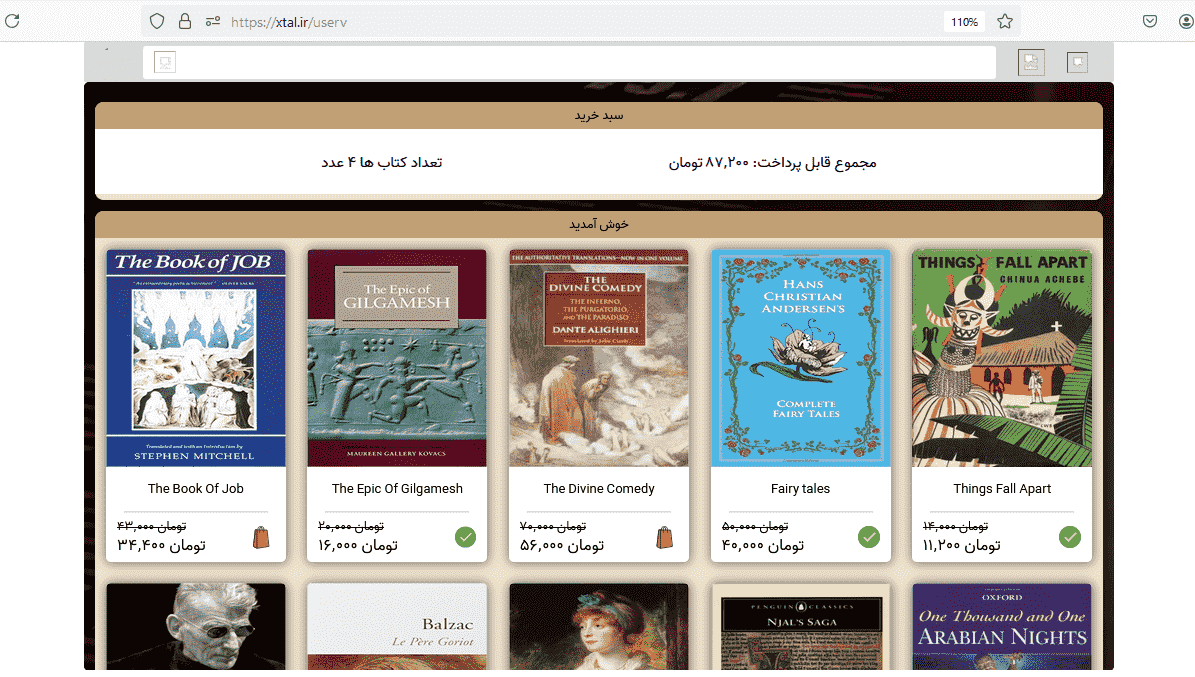 https://xtal.ir/userv
110%
سبد خرید
مجموع قابل پرداخت: ۸۷,۲۰۰ تومان
تعداد کتاب ها ۴ عدد
خوش آمدید
The Book of JOB
Translated and with an Introduction by
STEPHEN MITCHELL
The Epic of
GILGAMESH
MAUREEN GALLERY KOVACS
THE AUTHORITATIVE TRANSLATIONS—NOW IN ONE VOLUME
THE
DIVINE COMEDY
THE INFERNO,
THE PURGATORIO,
AND THE PARADISO
DANTE ALIGHIERI
Translated by John Ciardi
HANS
CHRISTIAN
ANDERSEN'S
COMPLETE
FAIRY TALES
THINGS FALL APART
CHINUA ACHEBE
The Book Of Job
The Epic Of Gilgamesh
The Divine Comedy
Fairy tales
Things Fall Apart
تومان ۴۳,۰۰۰
تومان ۳۴,۴۰۰
تومان ۲۰,۰۰۰
تومان ۱۶,۰۰۰
تومان ۷۰,۰۰۰
تومان ۵۶,۰۰۰
تومان ۵۰,۰۰۰
تومان ۴۰,۰۰۰
تومان ۱۴,۰۰۰
تومان ۱۱,۲۰۰
Balzac
Le Père Goriot
PENGUIN CLASSICS
NJAL'S SAGA
OXFORD
One Thousand and One
ARABIAN NIGHTS